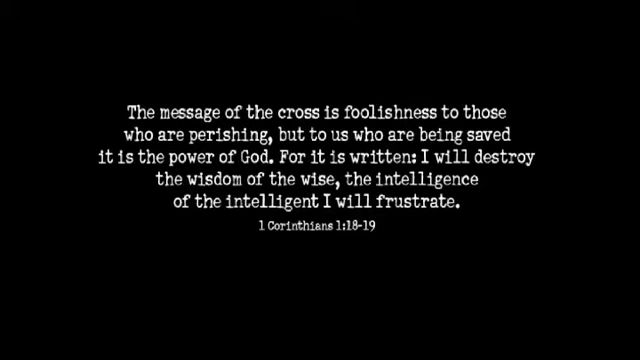 The message of the cross is foolishness to those
who are perishing, but to us who are being saved
it is the power of God. For it is written: I will destroy
the wisdom of the wise, the intelligence
of the intelligent I will frustrate.
1 Corinthians 1:18-19